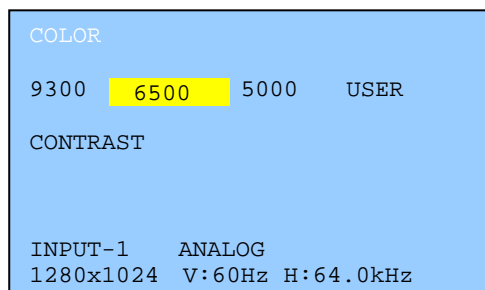 COLOR
9300 6500 5000 USER
CONTRAST
INPUT-1 ANALOG
1280x1024 V:60Hz H:64.0kHz